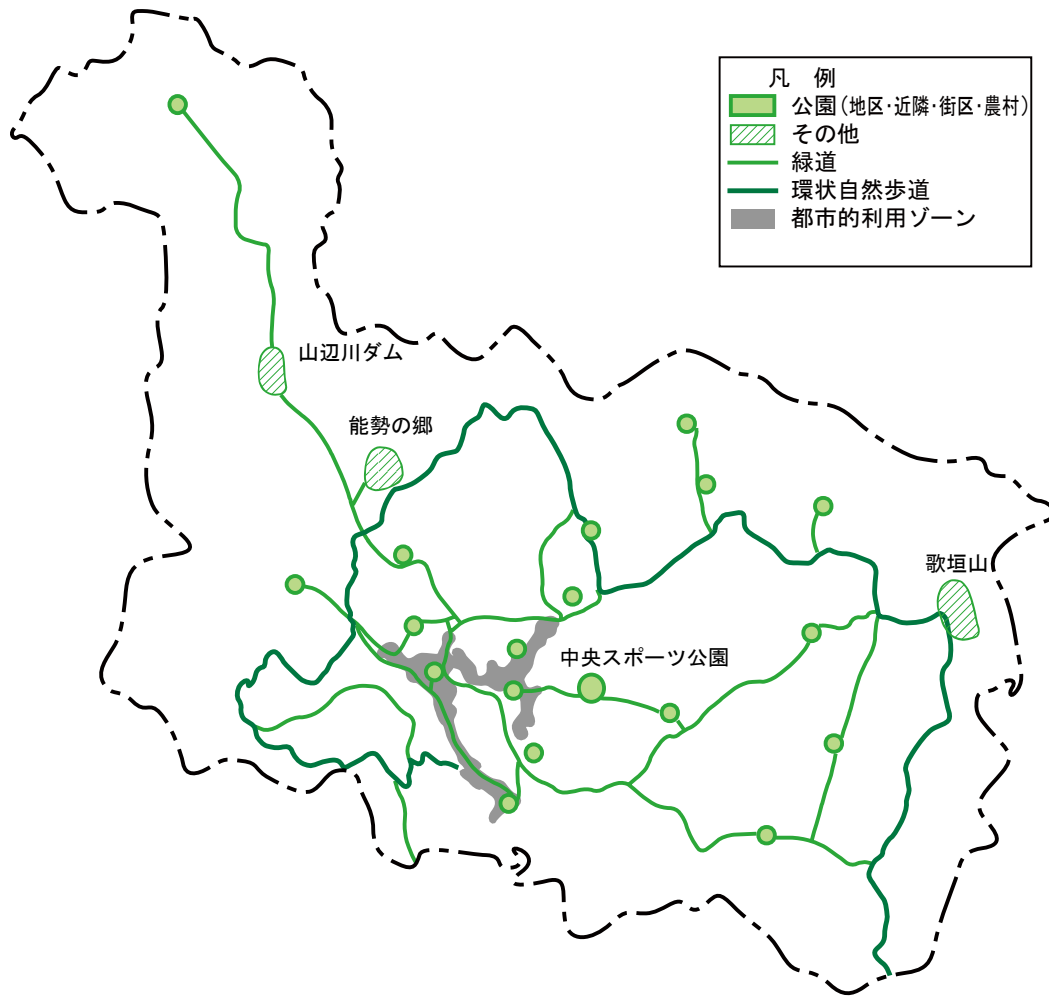 凡 例
公園(地区・近隣・街区・農村)
その他
緑道
環状自然歩道
都市的利用ゾーン
山辺川ダム
能勢の郷
歌垣山
中央スポーツ公園